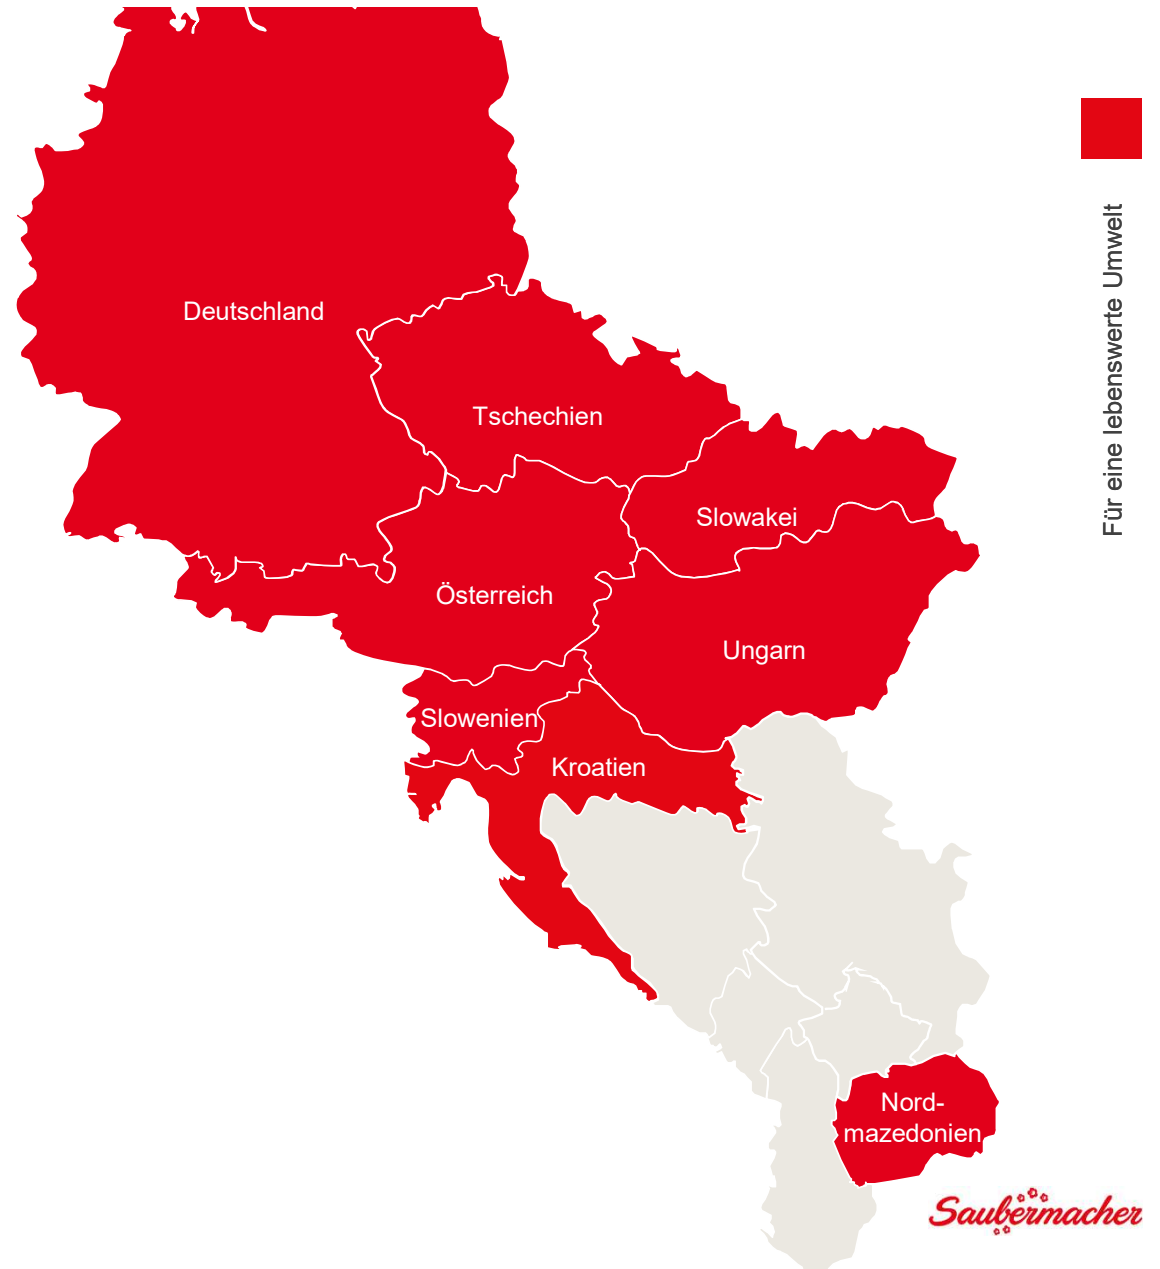 Deutschland
Tschechien
Slowakei
Österreich
Ungarn
Slowenien
Kroatien
Nord-
mazedonien
Für eine lebenswerte Umwelt
Saubermacher